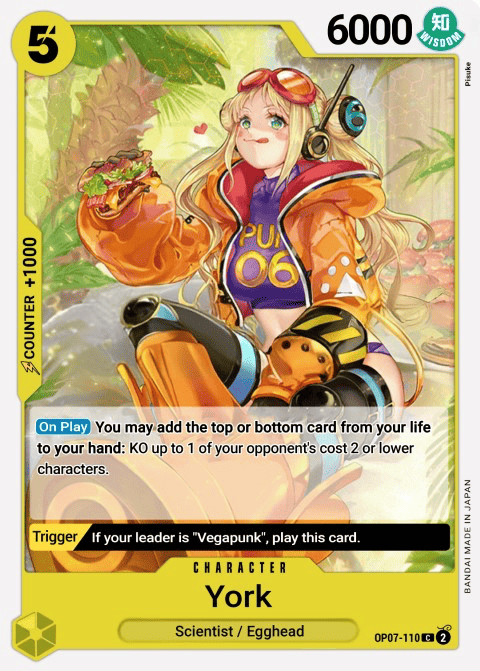 5
6000
知
WISDOM
Pisuke
COUNTER +1000
PUNK
06
6
On Play You may add the top or bottom card from your life
to your hand: KO up to 1 of your opponent's cost 2 or lower
characters.
Trigger If your leader is "Vegapunk", play this card.
BANDAI MADE IN JAPAN
CHARACTER
York
Scientist / Egghead
OP07-110 C 2